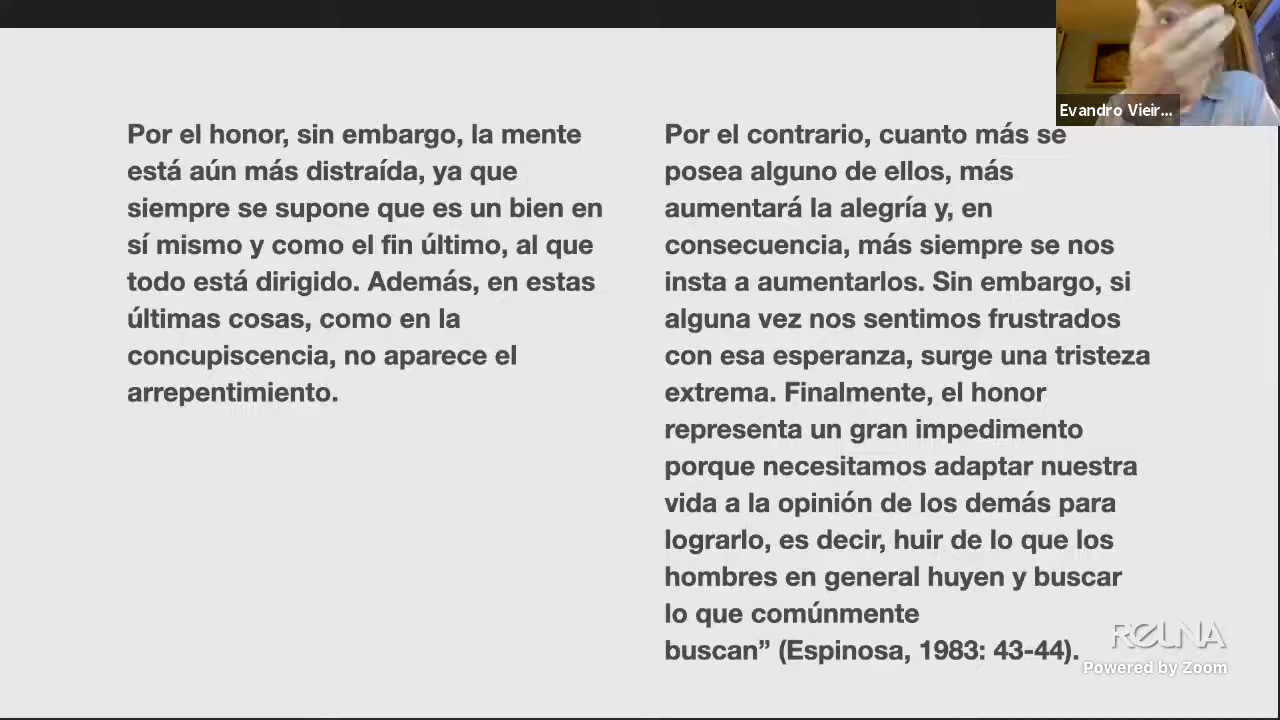 Por el honor, sin embargo, la mente
está aún más distraída, ya que
siempre se supone que es un bien en
sí mismo y como el fin último, al que
todo está dirigido. Además, en estas
últimas cosas, como en la
concupiscencia, no aparece el
arrepentimiento.
Por el contrario, cuanto más se
posea alguno de ellos, más
aumentará la alegría y, en
consecuencia, más siempre se nos
insta a aumentarlos. Sin embargo, si
alguna vez nos sentimos frustrados
con esa esperanza, surge una tristeza
extrema. Finalmente, el honor
representa un gran impedimento
porque necesitamos adaptar nuestra
vida a la opinión de los demás para
lograrlo, es decir, huir de lo que los
hombres en general huyen y buscar
lo que comúnmente
buscan” (Espinosa, 1983: 43-44).
Evandro Vieir...
REUNA
Powered by Zoom